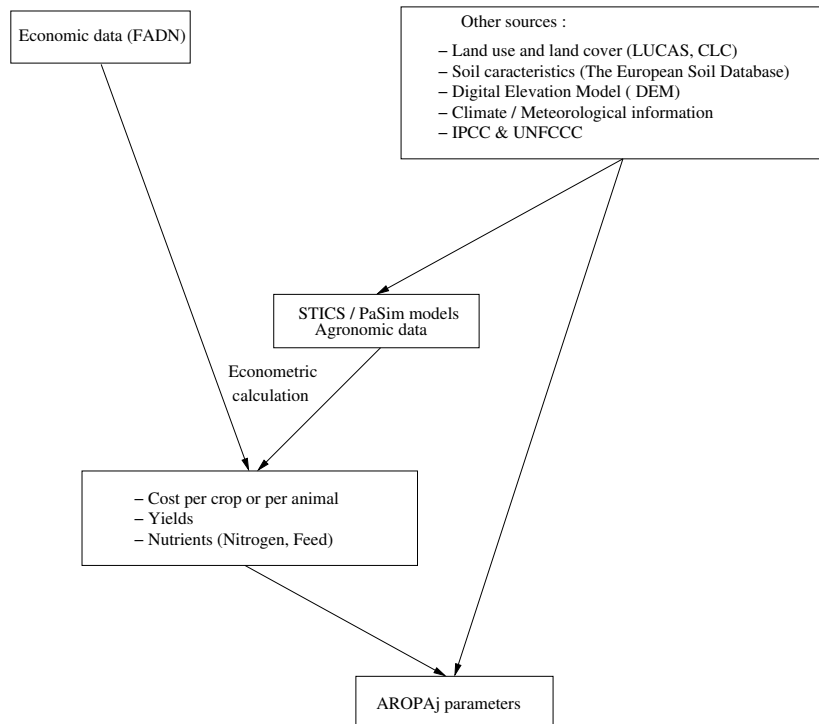 Economic data (FADN)
Other sources :
– Land use and land cover (LUCAS, CLC)
– Soil caracteristics (The European Soil Database)
– Digital Elevation Model ( DEM)
– Climate / Meteorological information
– IPCC & UNFCCC
STICS / PaSim models
Agronomic data
Econometric
calculation
– Cost per crop or per animal
– Yields
– Nutrients (Nitrogen, Feed)
AROPAj parameters